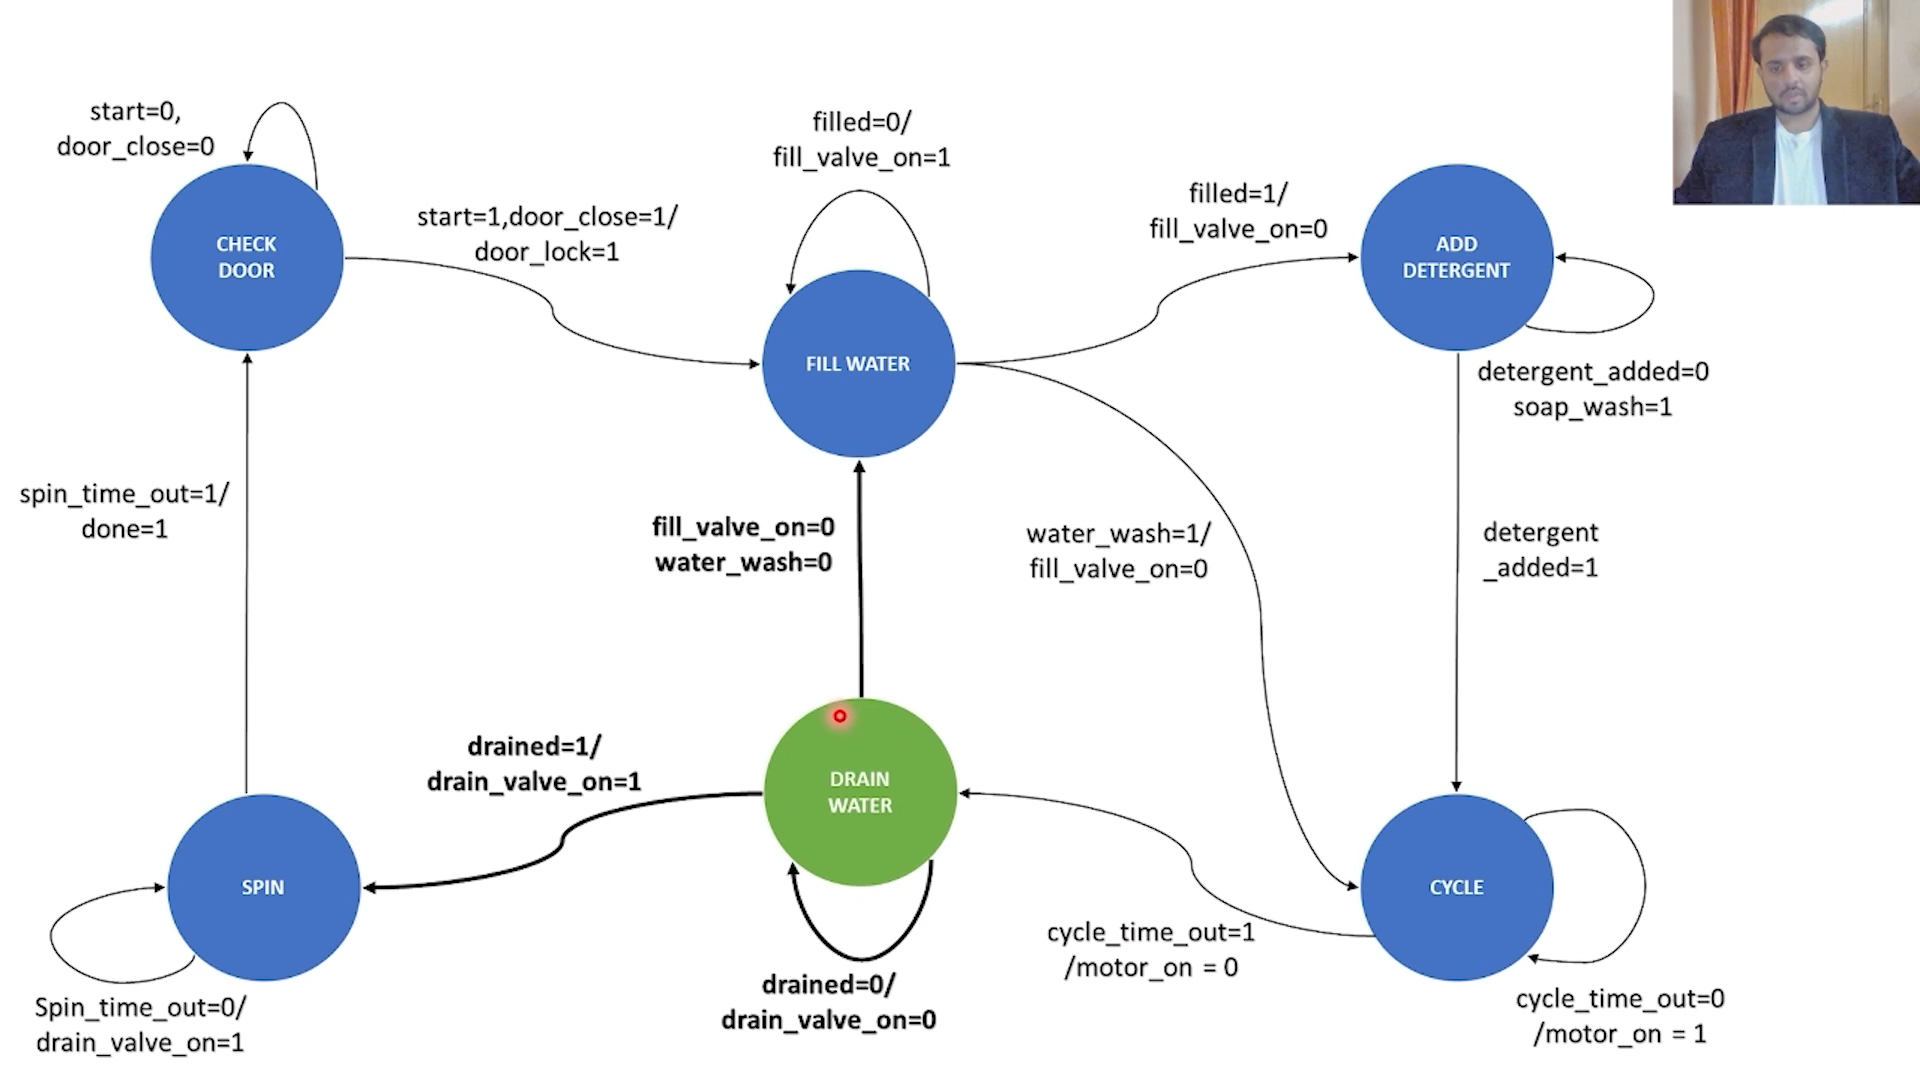 start=0,
door_close=0
CHECK
DOOR
start=1,door_close=1/
door_lock=1
filled=0/
fill_valve_on=1
FILL WATER
filled=1/
fill_valve_on=0
ADD
DETERGENT
detergent_added=0
soap_wash=1
spin_time_out=1/
done=1
fill_valve_on=0
water_wash=0
water_wash=1/
fill_valve_on=0
detergent
_added=1
drained=1/
drain_valve_on=1
DRAIN
WATER
SPIN
CYCLE
Spin_time_out=0/
drain_valve_on=1
drained=0/
drain_valve_on=0
cycle_time_out=1
/motor_on = 0
cycle_time_out=0
/motor_on = 1